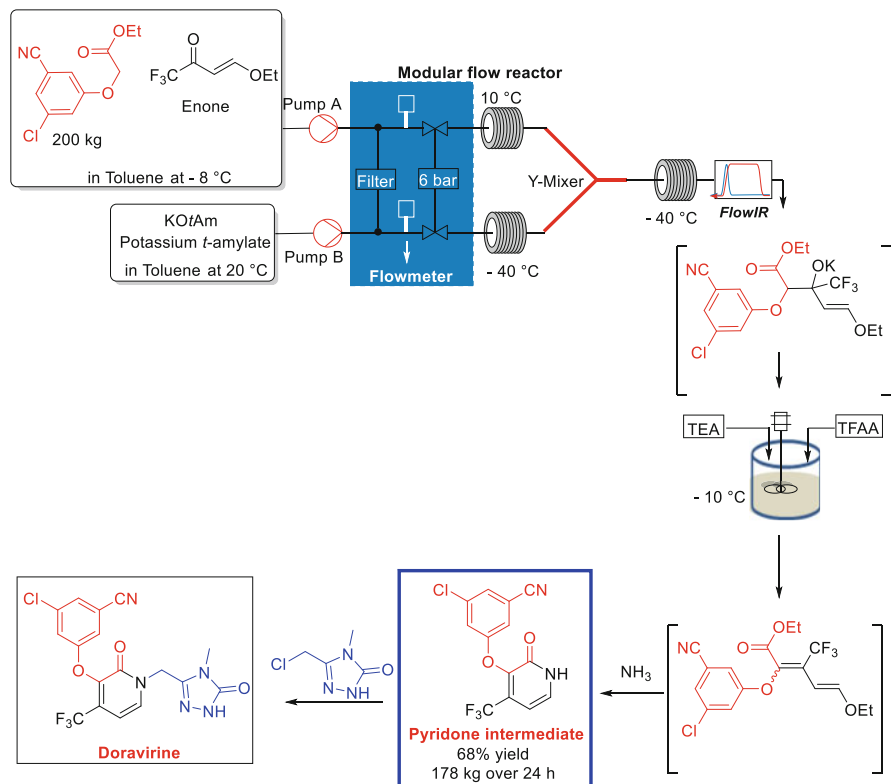 OEt
NC
O
O
Cl
200 kg
O
F₃C
OEt
Enone
in Toluene at - 8 °C
KOtAm
Potassium t-amylate
in Toluene at 20 °C
Pump A
Pump B
Modular flow reactor
Filter
6 bar
Flowmeter
10 °C
- 40 °C
Y-Mixer
- 40 °C
FlowIR
OEt
NC
O
OK
CF₃
O
OEt
Cl
TEA
TFAA
- 10 °C
OEt
NC
O
CF₃
O
OEt
Cl
NH₃
Cl
CN
O
O
NH
F₃C
Pyridone intermediate
68% yield
178 kg over 24 h
Cl
N
O
N
NH
Cl
CN
O
O
N
N
O
N
NH
F₃C
Doravirine